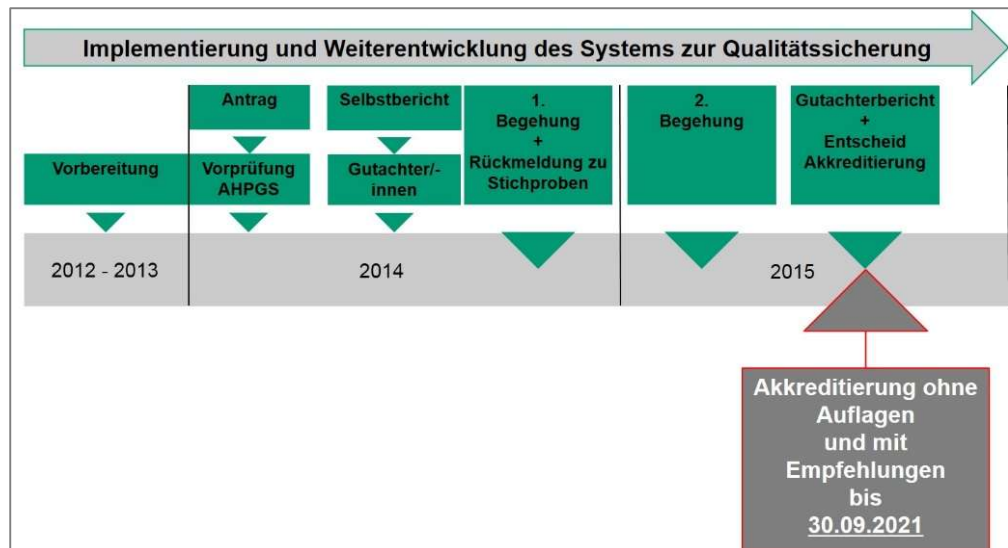 Implementierung und Weiterentwicklung des Systems zur Qualitätssicherung
Vorbereitung
Antrag
Vorprüfung
AHPGS
Selbstbericht
Gutachter/-
innen
1.
Begehung
+
Rückmeldung zu
Stichproben
2.
Begehung
Gutachterbericht
+
Entscheid
Akkreditierung
2012 - 2013
2014
2015
Akkreditierung ohne
Auflagen
und mit
Empfehlungen
bis
30.09.2021